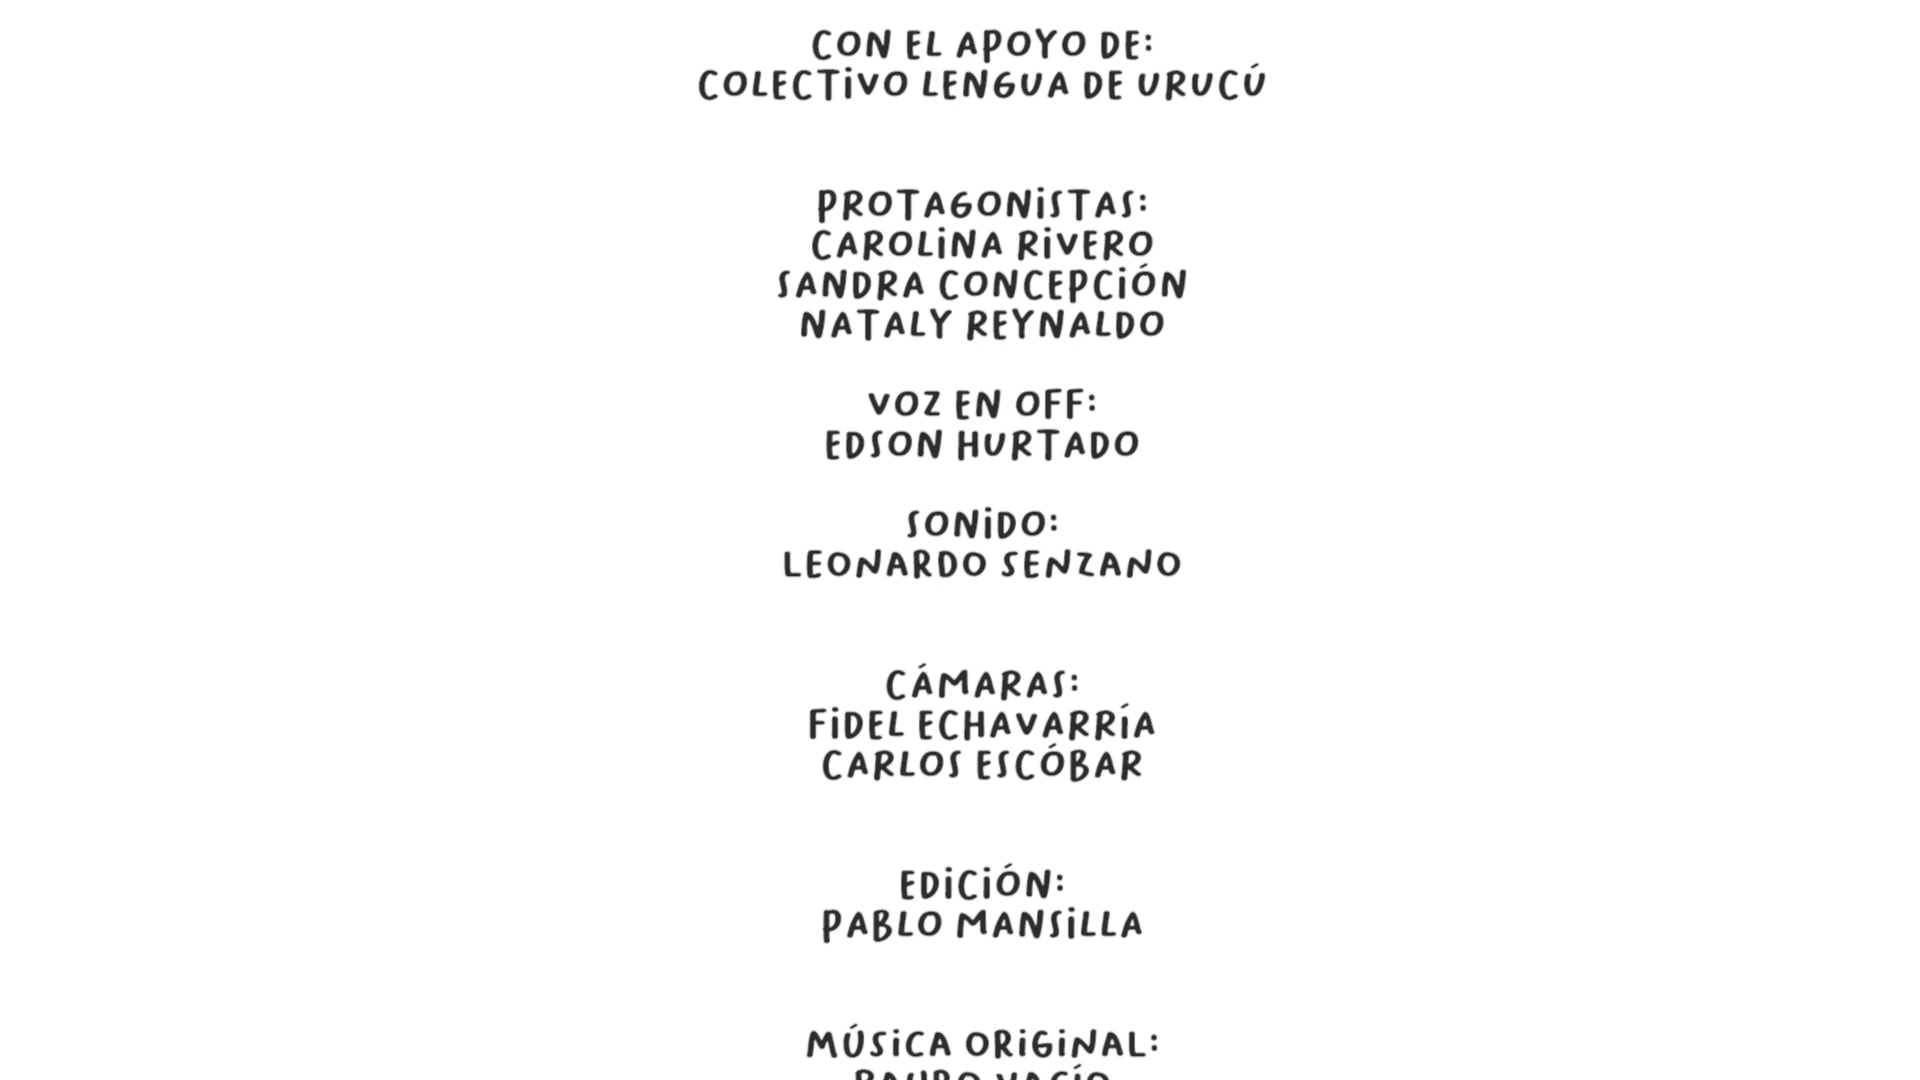 CON EL APOYO DE:
COLECTIVO LENGUA DE URUCÚ
PROTAGONISTAS:
CAROLINA RIVERO
SANDRA CONCEPCIÓN
NATALY REYNALDO
VOZ EN OFF:
EDSON HURTADO
SONIDO:
LEONARDO SENZANO
CÁMARAS:
FIDEL ECHAVARRÍA
CARLOS ESCÓBAR
EDICIÓN:
PABLO MANSILLA
MÚSICA ORIGINAL: